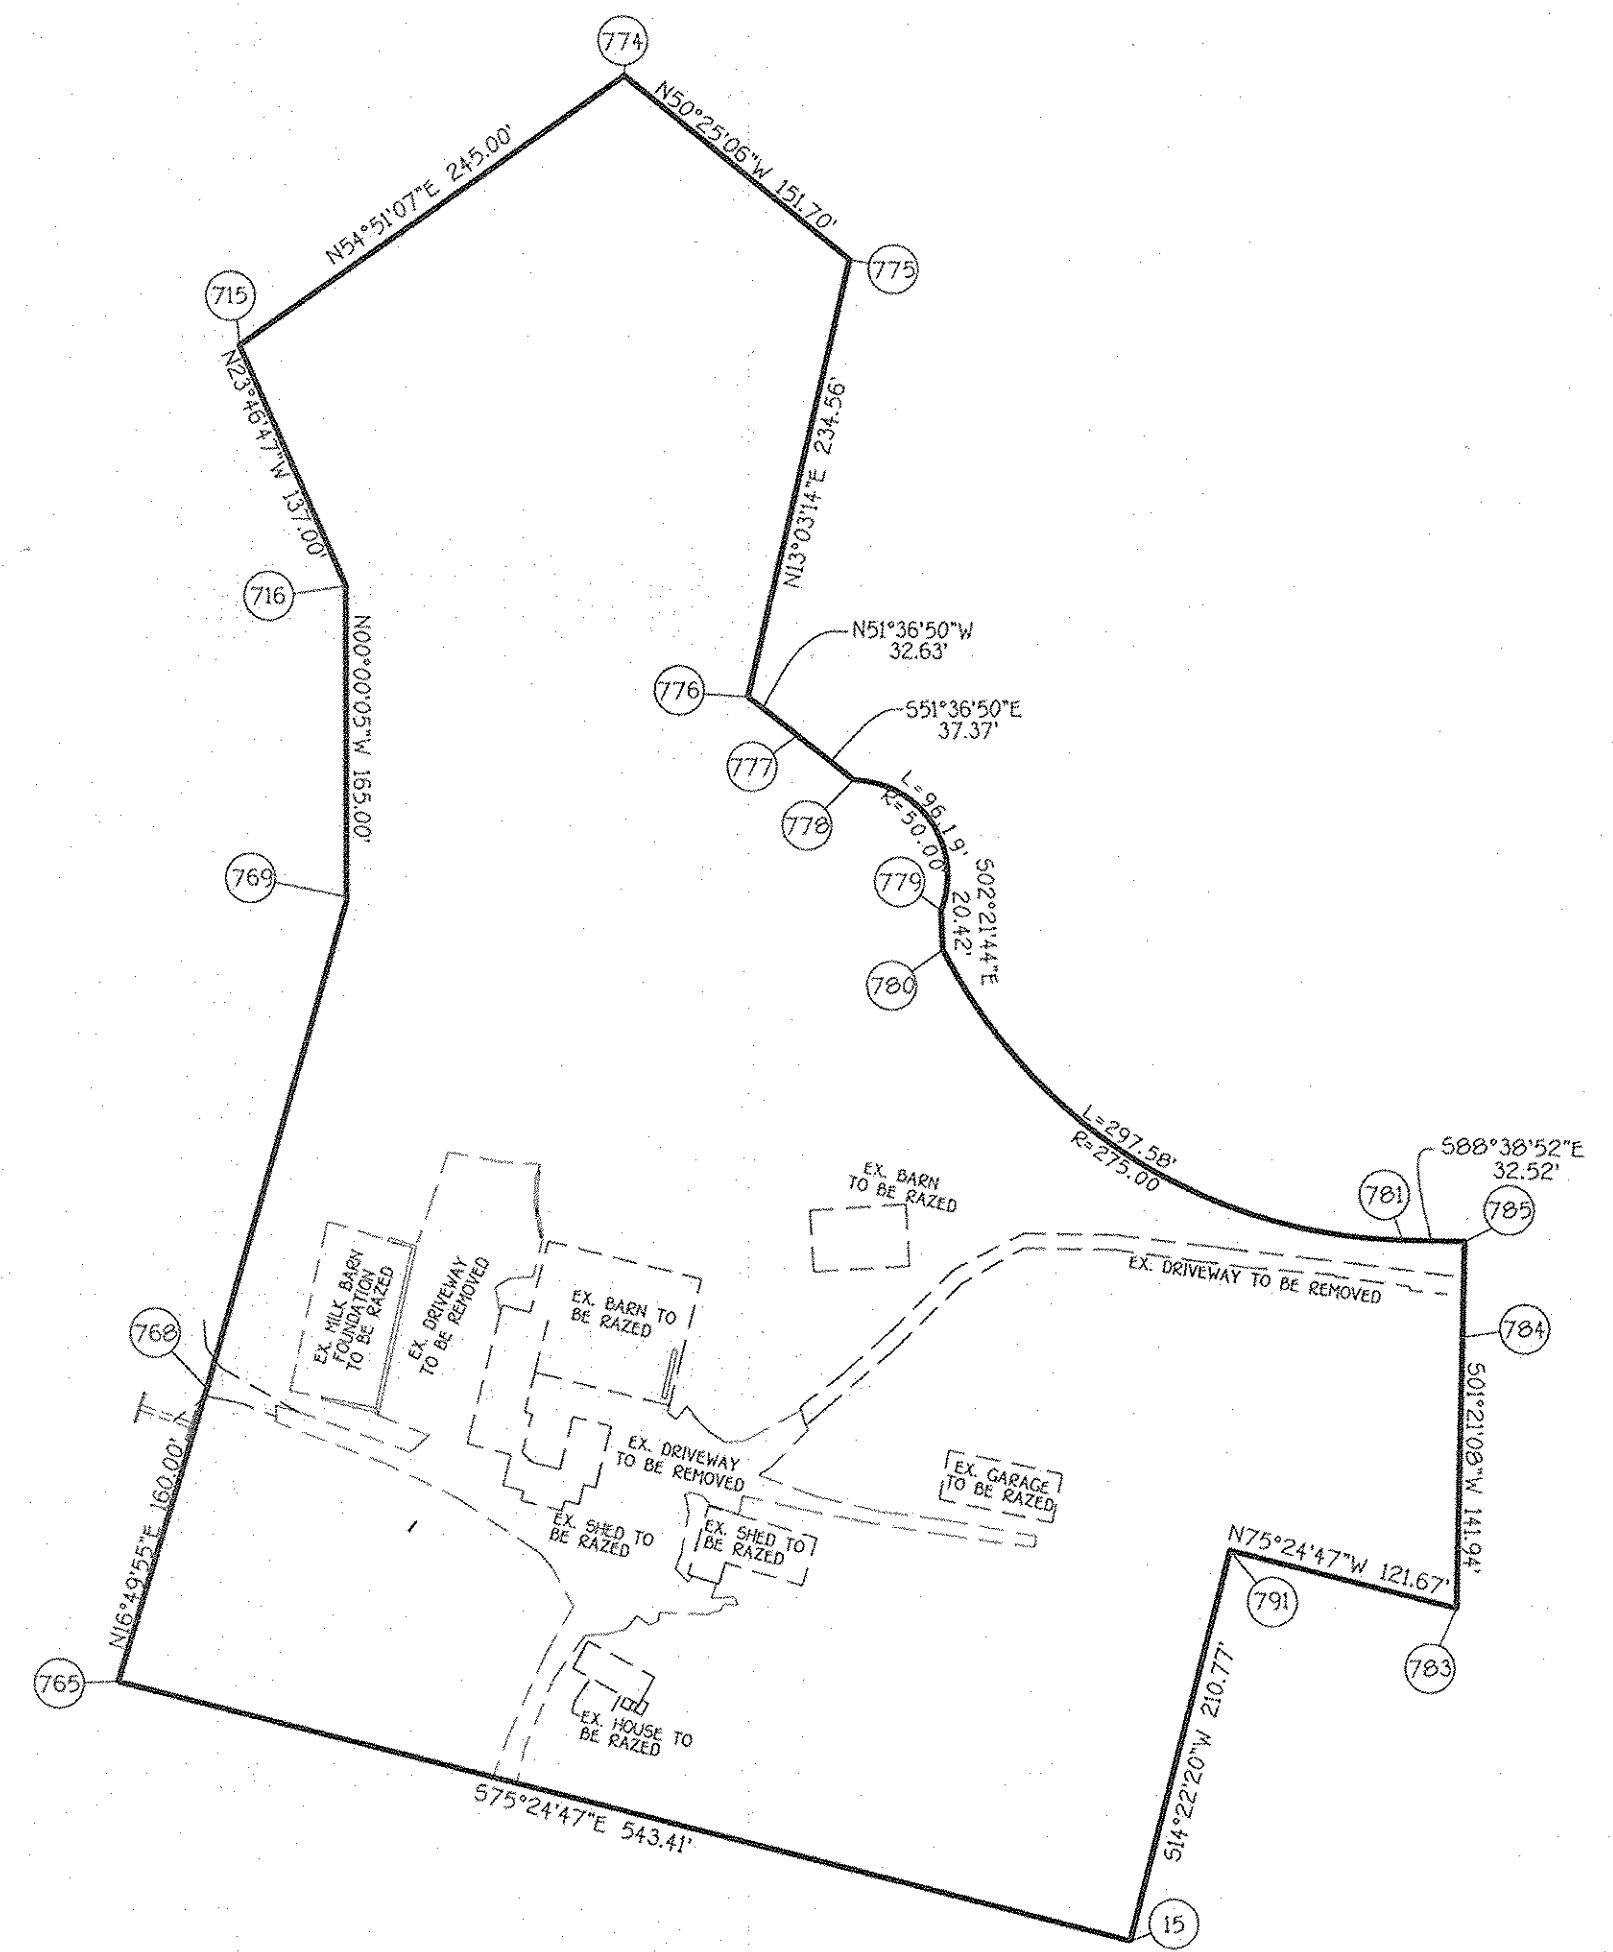 774
N50°25'06"W 151.70'
N54°51'07"E 245.00'
775
715
N23°46'47"W 137.00'
N13°03'14"E 234.56'
716
N00°00'05"W 165.00'
N51°36'50"W
32.63'
776
S51°36'50"E
37.37'
777
778
L=96.19'
R=50.00'
769
779
S02°21'44"E
20.42'
780
L=297.58'
R=275.00
S88°38'52"E
32.52'
781
785
EX. BARN
TO BE RAZED
EX. DRIVEWAY TO BE REMOVED
EX. MILK BARN
FOUNDATION
TO BE RAZED
EX. DRIVEWAY
TO BE REMOVED
EX. BARN TO
BE RAZED
768
784
S01°21'08"W 141.94'
EX. DRIVEWAY
TO BE REMOVED
EX. GARAGE
TO BE RAZED
EX. SHED TO
BE RAZED
EX. SHED TO
BE RAZED
N16°49'55"E 160.00'
N75°24'47"W 121.67'
791
783
765
EX. HOUSE TO
BE RAZED
S14°22'20"W 210.77'
S75°24'47"E 543.41'
15